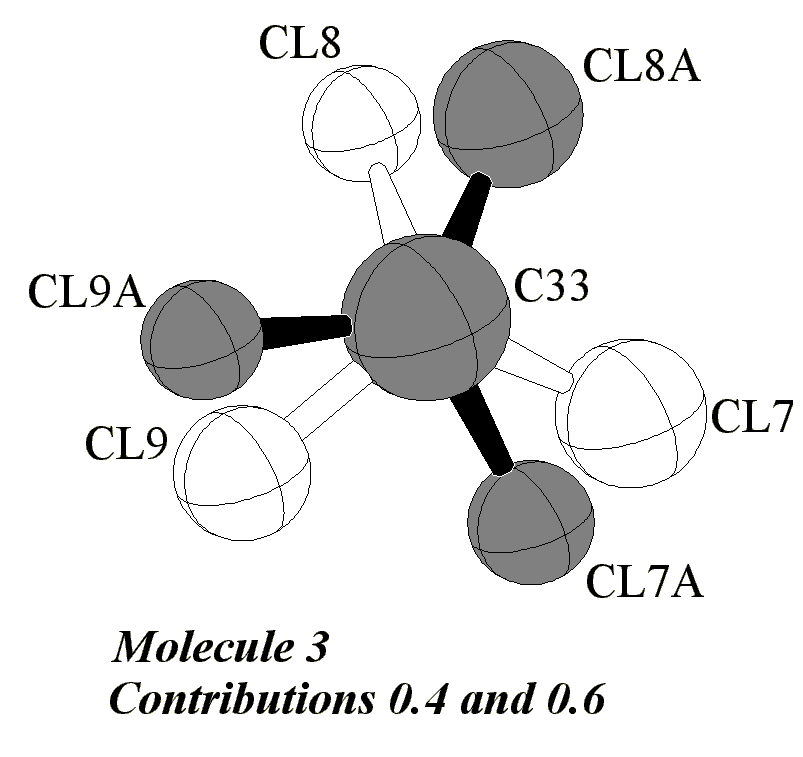 CL8
CL8A
C33
CL9A
CL7
CL9
CL7A
Molecule 3
Contributions 0.4 and 0.6